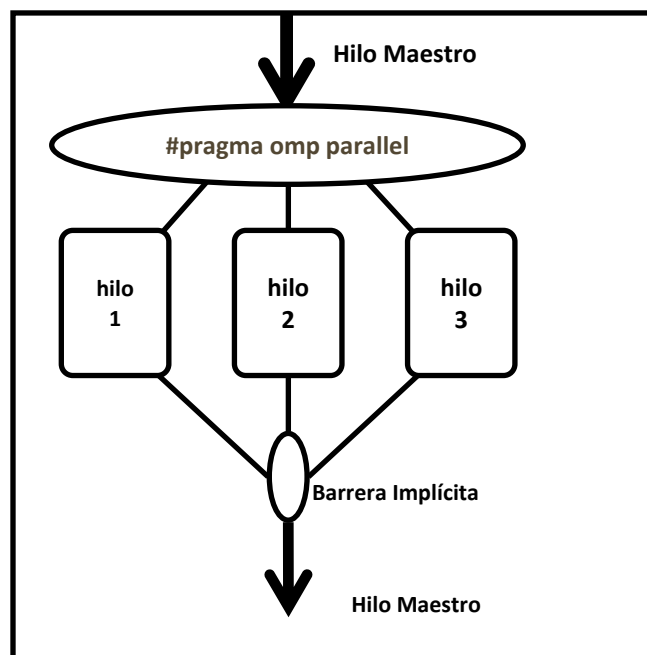 Hilo Maestro
#pragma omp parallel
hilo
1
hilo
2
hilo
3
Barrera Implícita
Hilo Maestro